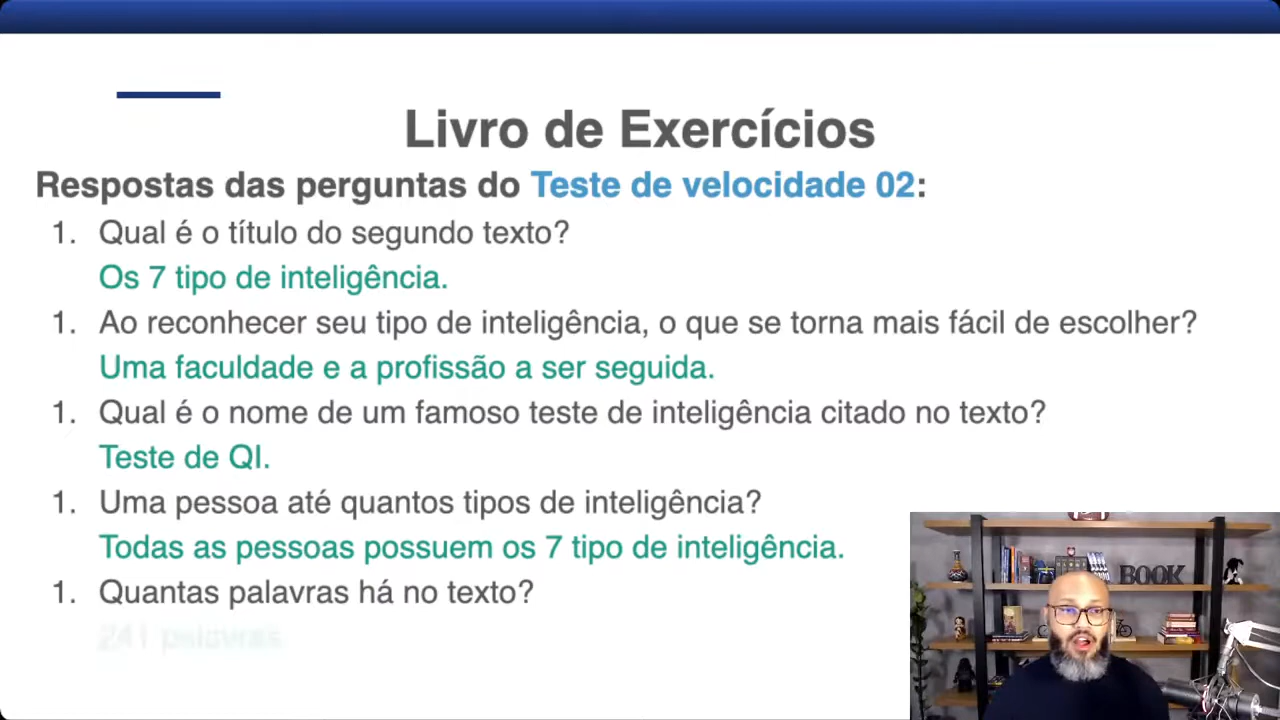 Livro de Exercícios
Respostas das perguntas do Teste de velocidade 02:
1. Qual é o título do segundo texto?
Os 7 tipo de inteligência.
1. Ao reconhecer seu tipo de inteligência, o que se torna mais fácil de escolher?
Uma faculdade e a profissão a ser seguida.
1. Qual é o nome de um famoso teste de inteligência citado no texto?
Teste de QI.
1. Uma pessoa até quantos tipos de inteligência?
Todas as pessoas possuem os 7 tipo de inteligência.
1. Quantas palavras há no texto?
241 palavras
BOOK